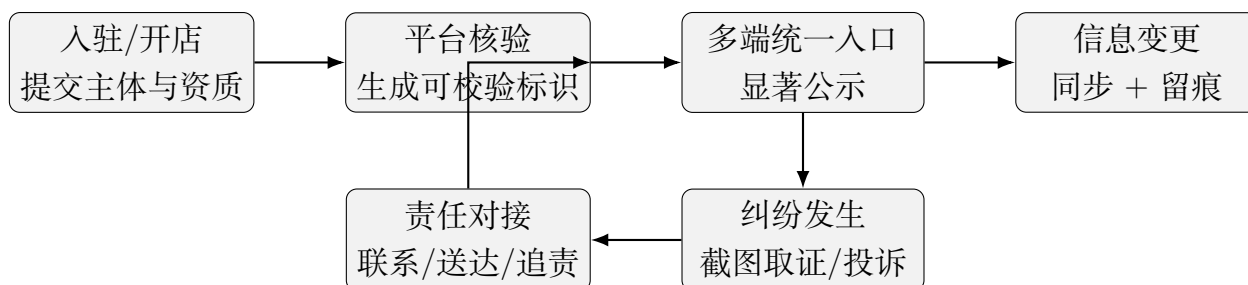 入驻/开店
提交主体与资质
平台核验
生成可校验标识
多端统一入口
显著公示
信息变更
同步 + 留痕
责任对接
联系/送达/追责
纠纷发生
截图取证/投诉